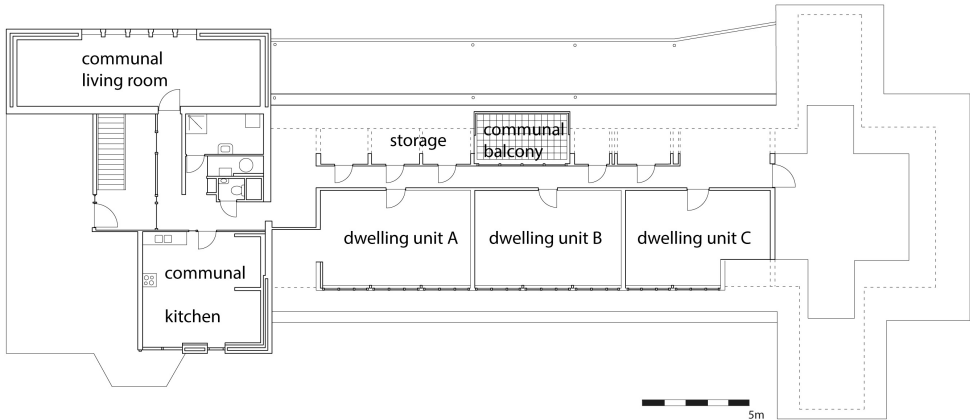 communal
living room
storage
communal
balcony
dwelling unit A
dwelling unit B
dwelling unit C
communal
kitchen
5m